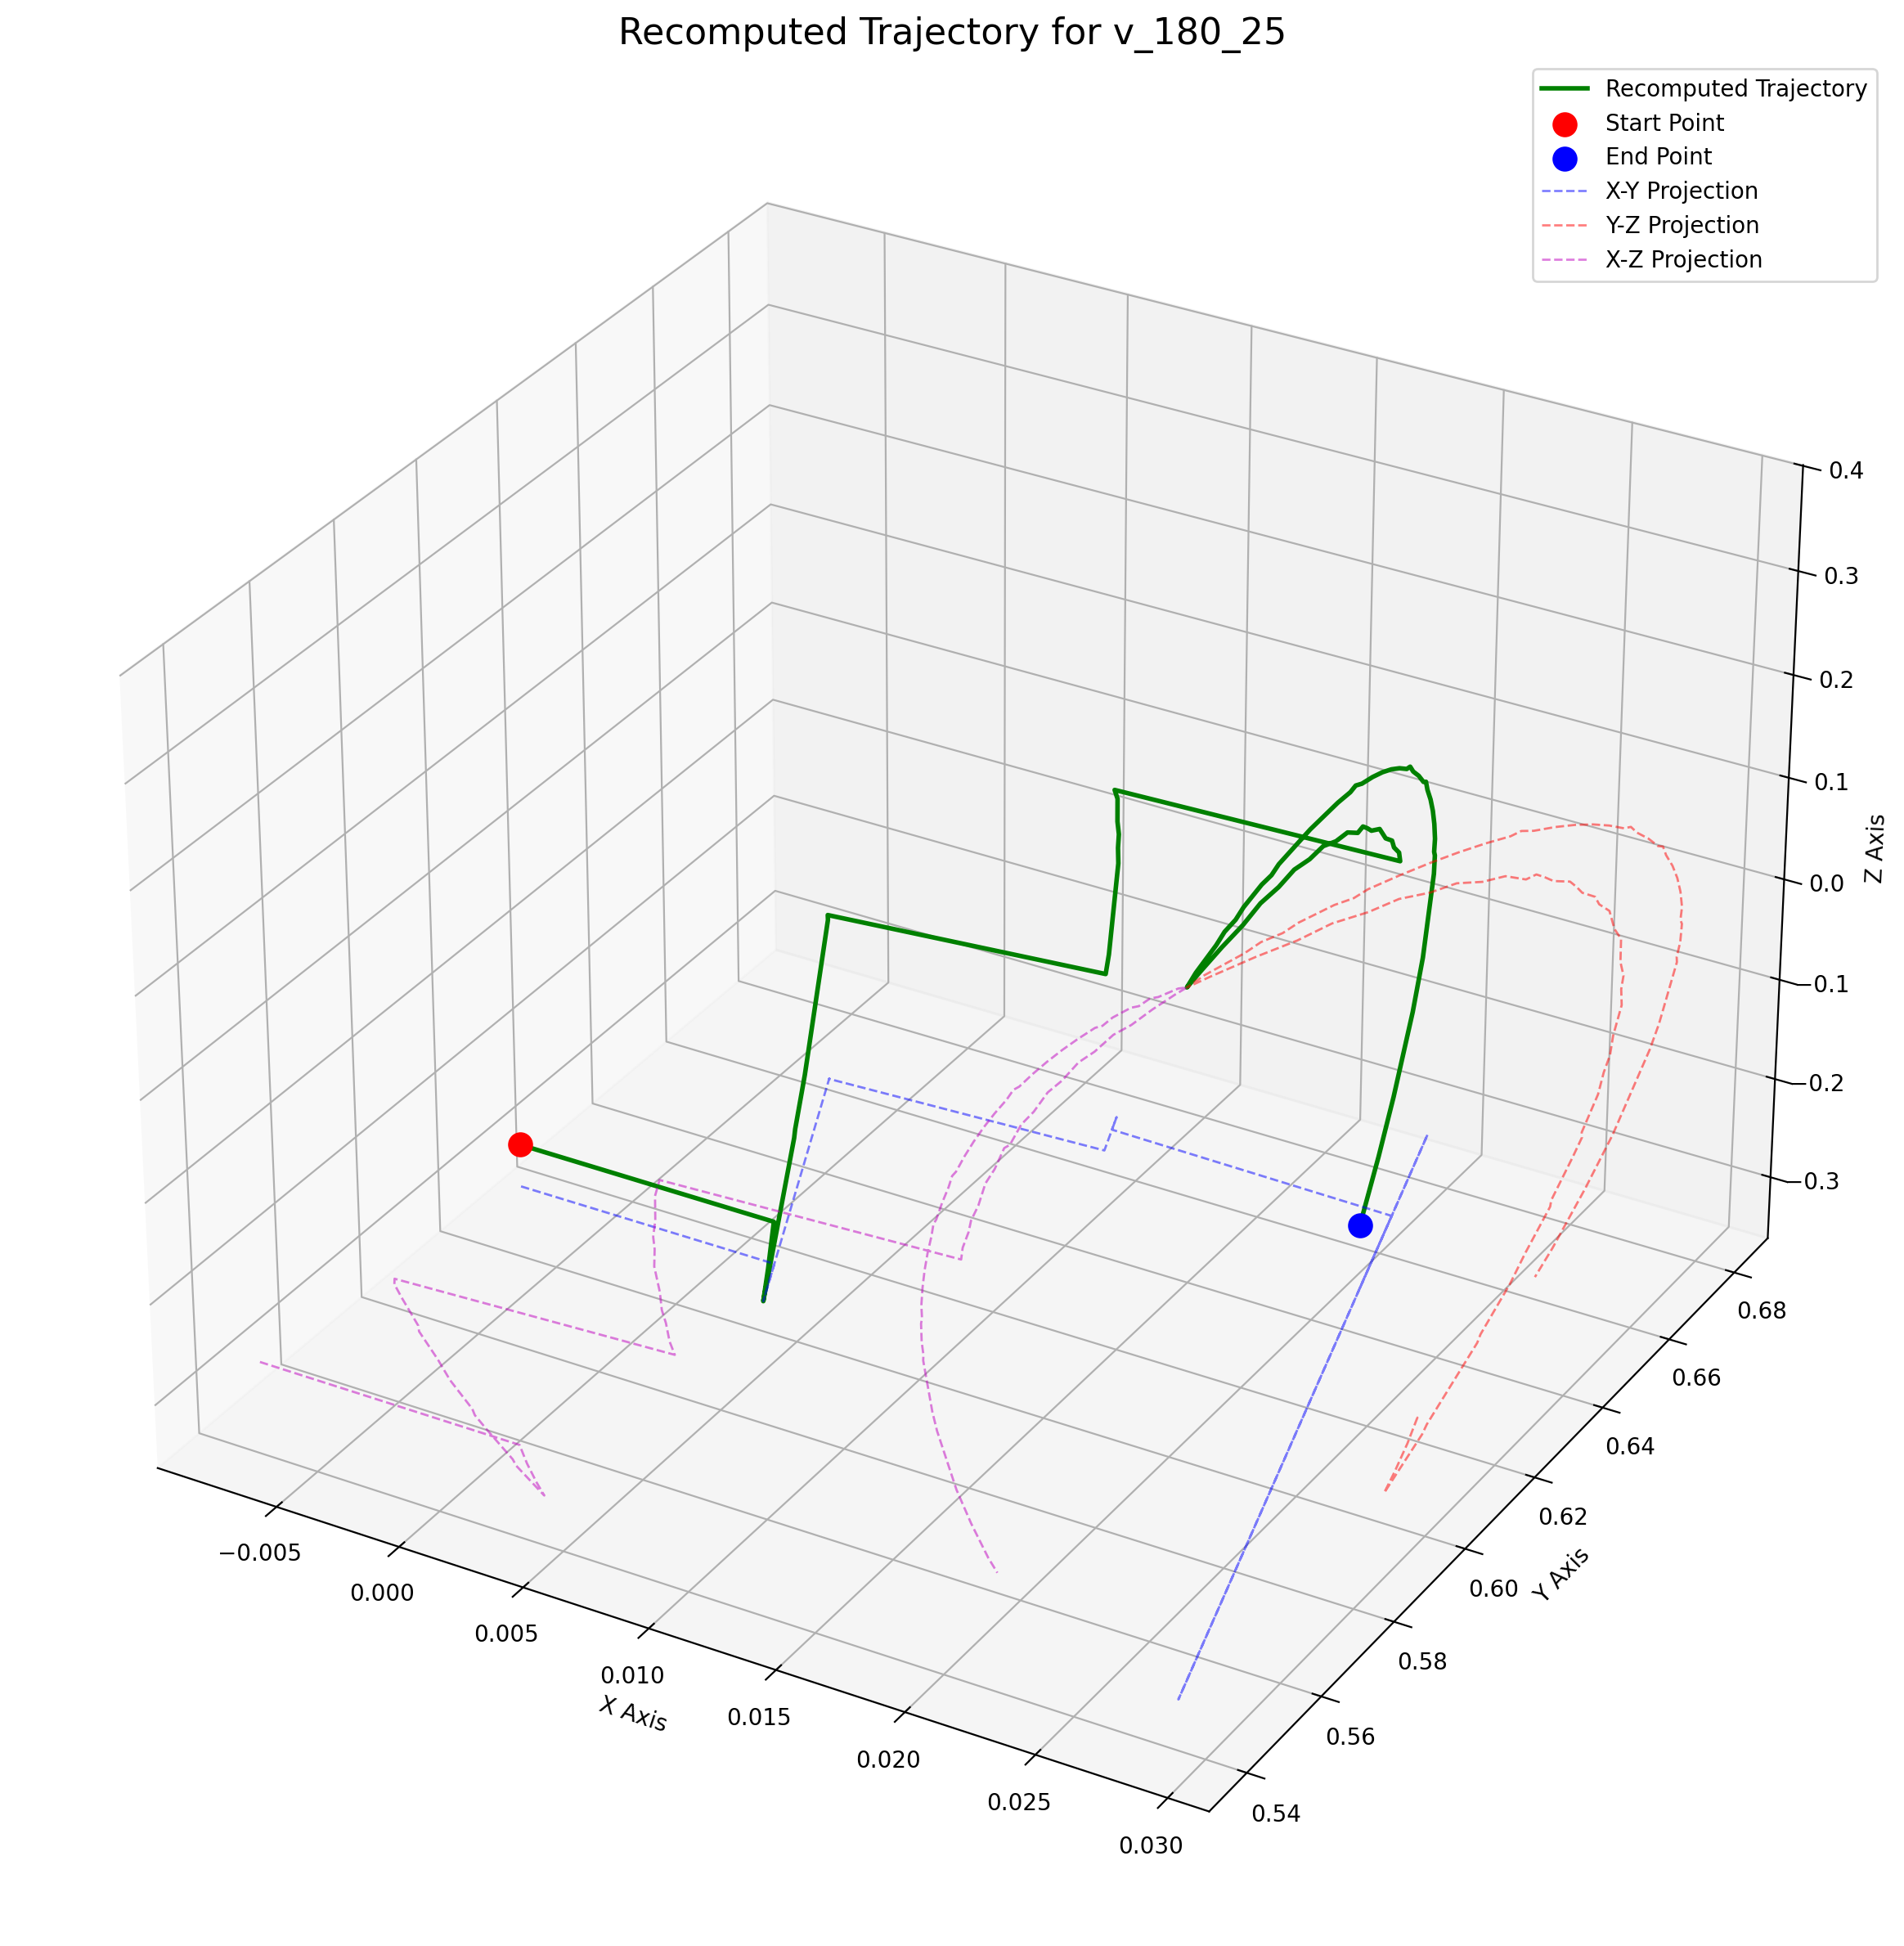 Recomputed Trajectory for v_180_25
Recomputed Trajectory
Start Point
End Point
X-Y Projection
Y-Z Projection
X-Z Projection
0.4
0.3
0.2
0.1
0.0
−0.1
−0.2
−0.3
Z Axis
0.68
0.66
0.64
0.62
0.60
0.58
0.56
0.54
Y Axis
−0.005
0.000
0.005
0.010
0.015
0.020
0.025
0.030
X Axis